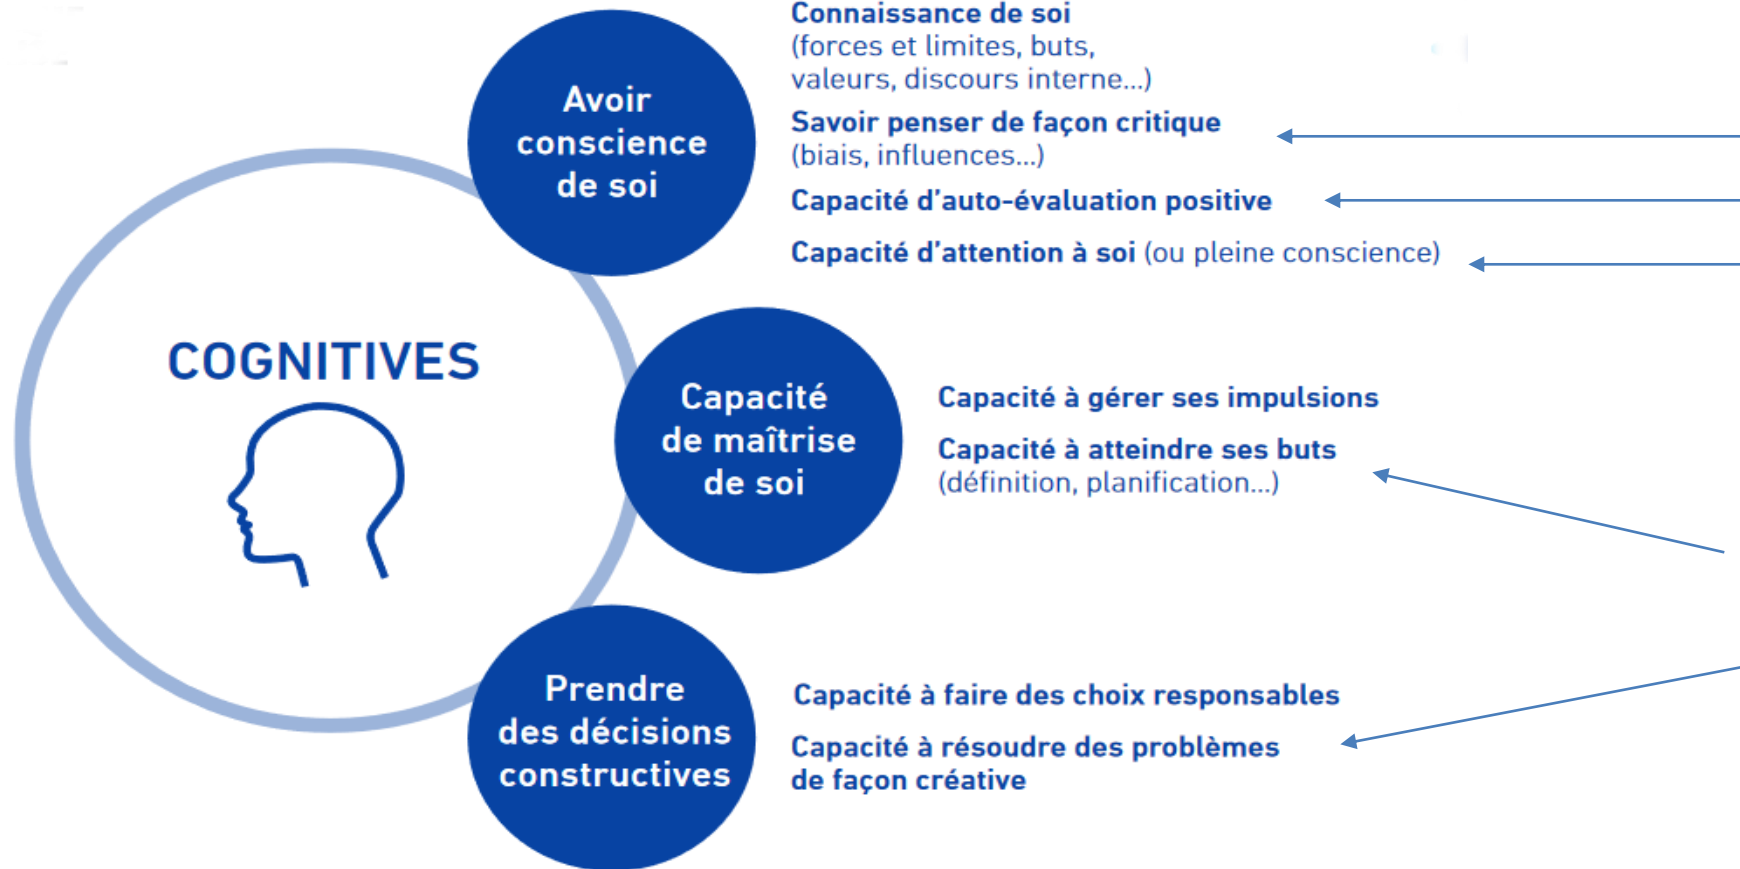 Connaissance de soi
(forces et limites, buts,
valeurs, discours interne...)
Avoir
conscience
de soi
Savoir penser de façon critique
(biais, influences...)
Capacité d'auto-évaluation positive
Capacité d'attention à soi (ou pleine conscience)
COGNITIVES
Capacité
de maîtrise
de soi
Capacité à gérer ses impulsions
Capacité à atteindre ses buts
(définition, planification...)
Prendre
des décisions
constructives
Capacité à faire des choix responsables
Capacité à résoudre des problèmes
de façon créative